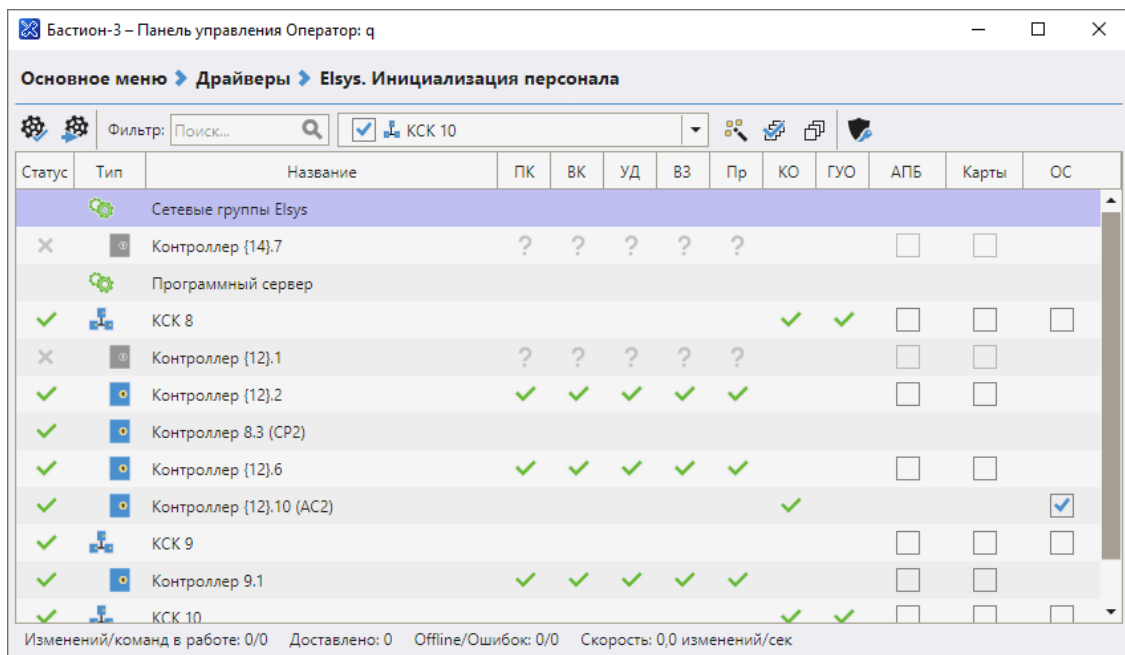 Бастион-3 – Панель управления Оператор: q
Основное меню Драйверы Elsys. Инициализация персонала
Фильтр: Поиск... КСК 10
Статус Тип Название ПК ВК УД ВЗ Пр КО ГУО АПБ Карты ОС
Сетевые группы Elsys
Контроллер {14}.7 ? ? ? ? ?
Программный сервер
КСК 8
Контроллер {12}.1 ? ? ? ? ?
Контроллер {12}.2
Контроллер 8.3 (CP2)
Контроллер {12}.6
Контроллер {12}.10 (AC2)
КСК 9
Контроллер 9.1
КСК 10
Изменений/команд в работе: 0/0 Доставлено: 0 Offline/Ошибок: 0/0 Скорость: 0,0 изменений/сек